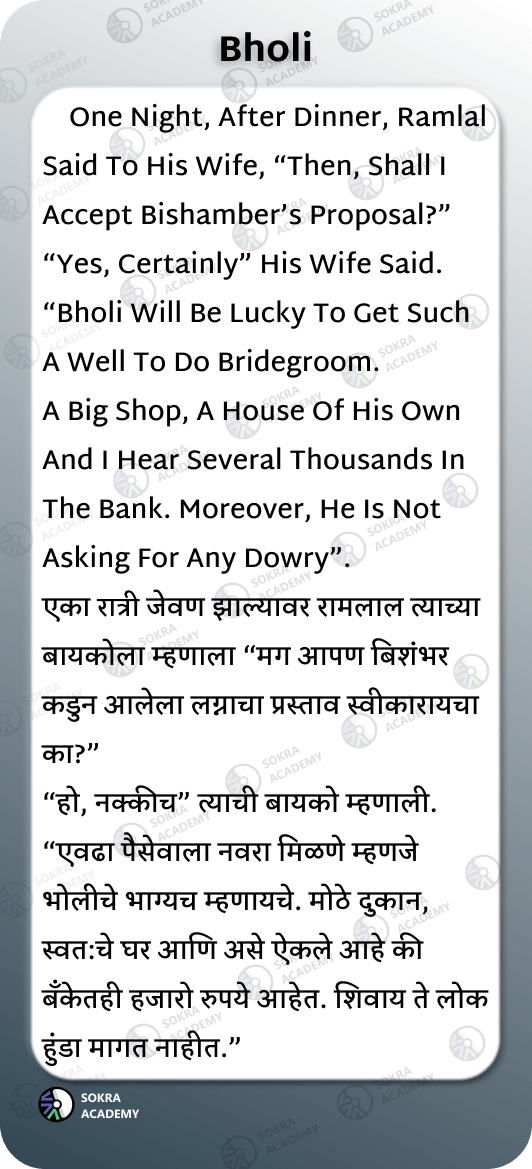 Bholi
One Night, After Dinner, Ramlal
Said To His Wife, “Then, Shall I
Accept Bishamber’s Proposal?”
“Yes, Certainly” His Wife Said.
“Bholi Will Be Lucky To Get Such
A Well To Do Bridegroom.
A Big Shop, A House Of His Own
And I Hear Several Thousands In
The Bank. Moreover, He Is Not
Asking For Any Dowry”.
एका रात्री जेवण झाल्यावर रामलाल त्याच्या
बायकोला म्हणाला “मग आपण बिशंभर
कडुन आलेला लग्नाचा प्रस्ताव स्वीकारायचा
का?”
“हो, नक्कीच” त्याची बायको म्हणाली.
“एवढा पैसेवाला नवरा मिळणे म्हणजे
भोलीचे भाग्यच म्हणायचे. मोठे दुकान,
स्वत:चे घर आणि असे ऐकले आहे की
बँकेतही हजारो रुपये आहेत. शिवाय ते लोक
हुंडा मागत नाहीत.”
SOKRA
ACADEMY